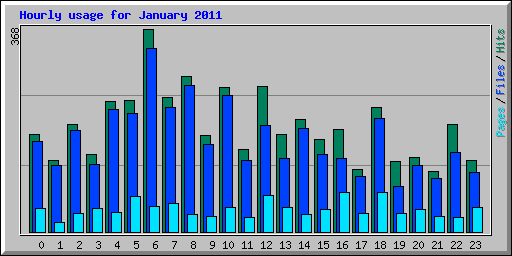 Hourly usage for January 2011
368
Pages/Files/Hits
0 1 2 3 4 5 6 7 8 9 10 11 12 13 14 15 16 17 18 19 20 21 22 23